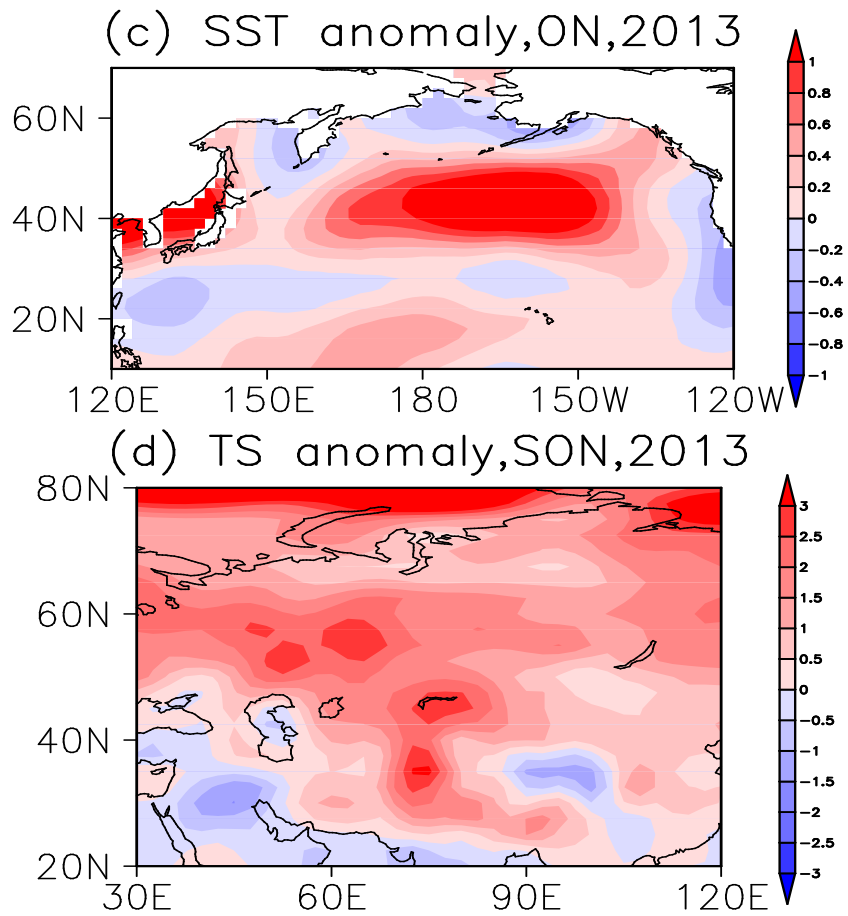 (c) SST anomaly,ON,2013
60N
40N
20N
120E 150E 180 150W 120W
1
0.8
0.6
0.4
0.2
0
−0.2
−0.4
−0.6
−0.8
−1
(d) TS anomaly,SON,2013
80N
60N
40N
20N
30E 60E 90E 120E
3
2.5
2
1.5
1
0.5
0
−0.5
−1
−1.5
−2
−2.5
−3